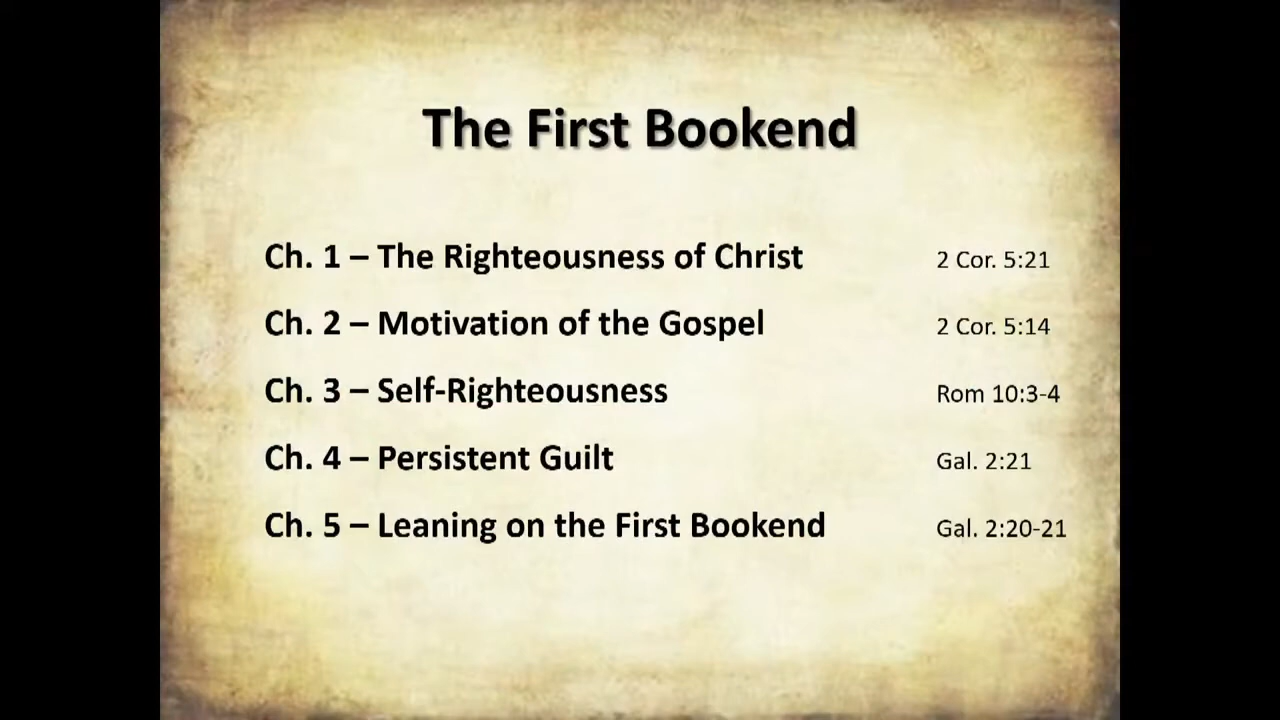 The First Bookend
Ch. 1 – The Righteousness of Christ 2 Cor. 5:21
Ch. 2 – Motivation of the Gospel 2 Cor. 5:14
Ch. 3 – Self-Righteousness Rom 10:3-4
Ch. 4 – Persistent Guilt Gal. 2:21
Ch. 5 – Leaning on the First Bookend Gal. 2:20-21